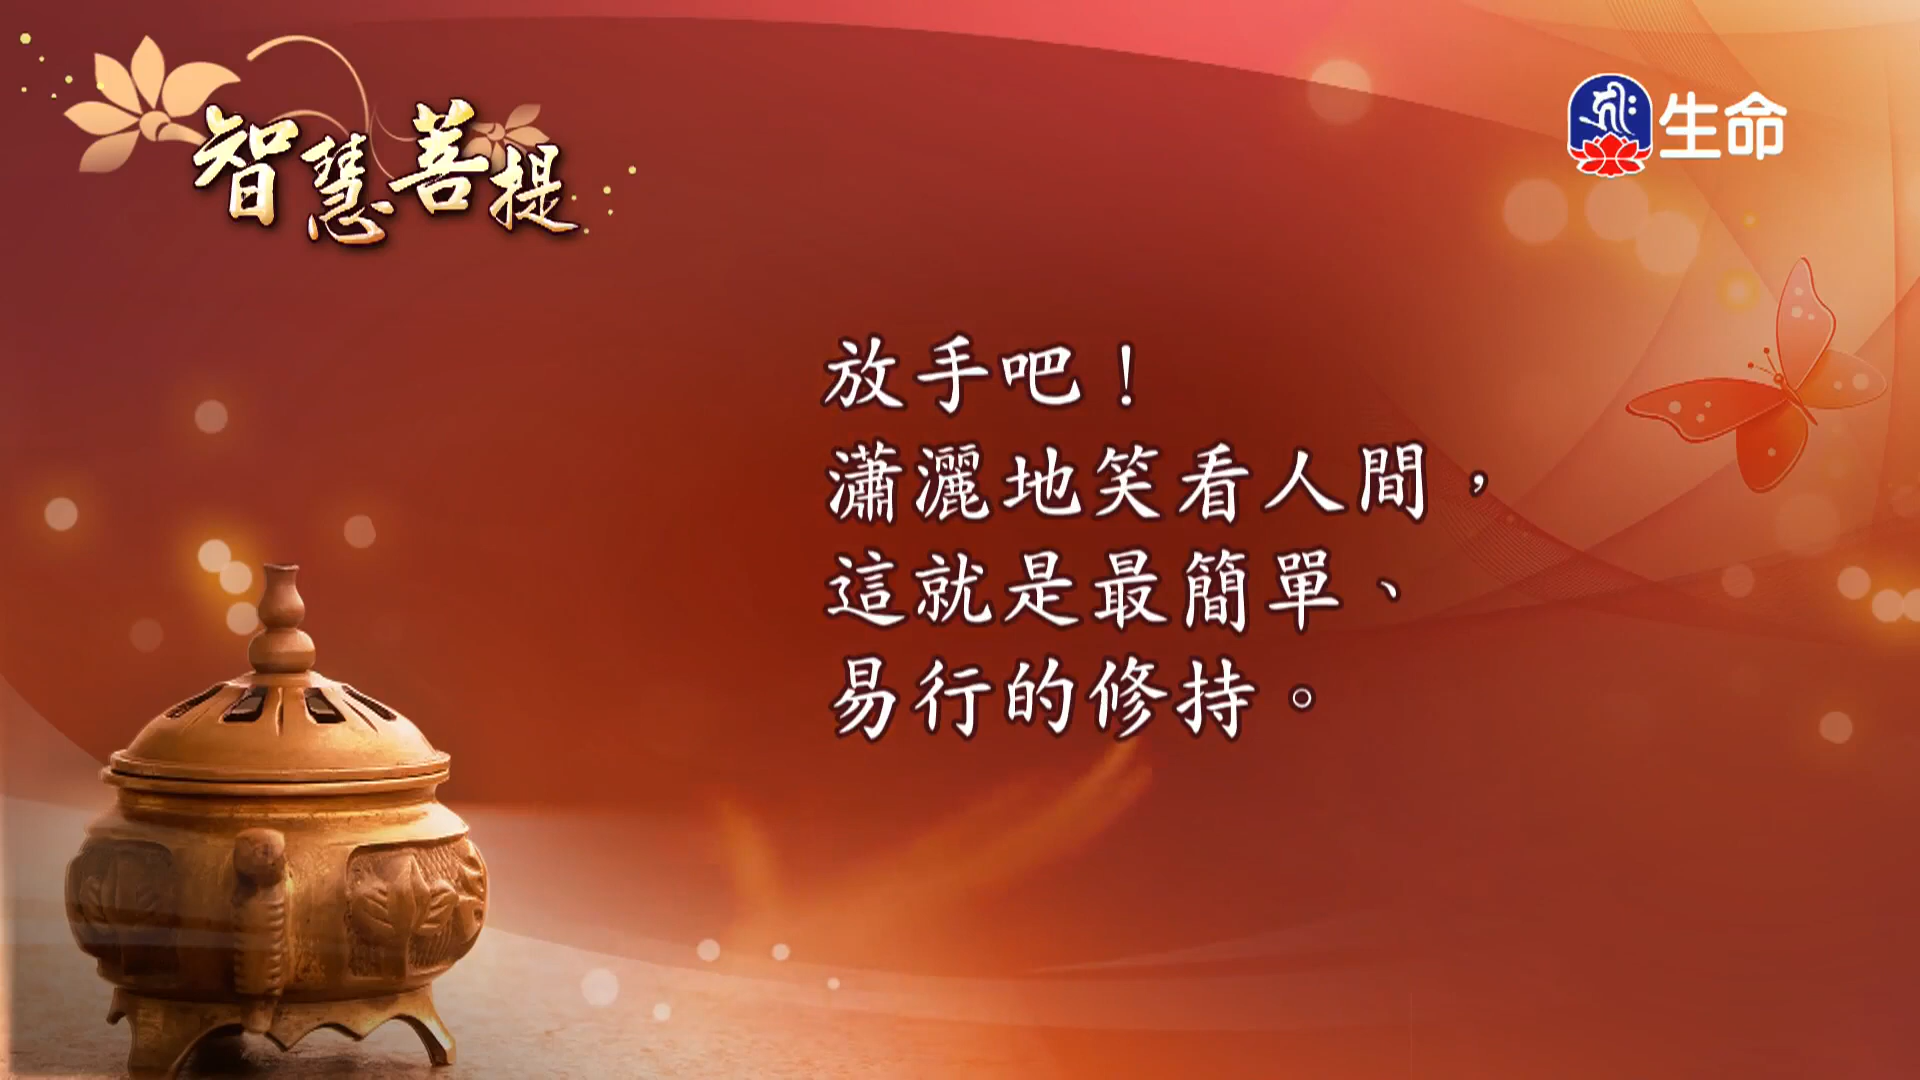 智慧菩提
生命
放手吧！
瀟灑地笑看人間，
這就是最簡單、
易行的修持。